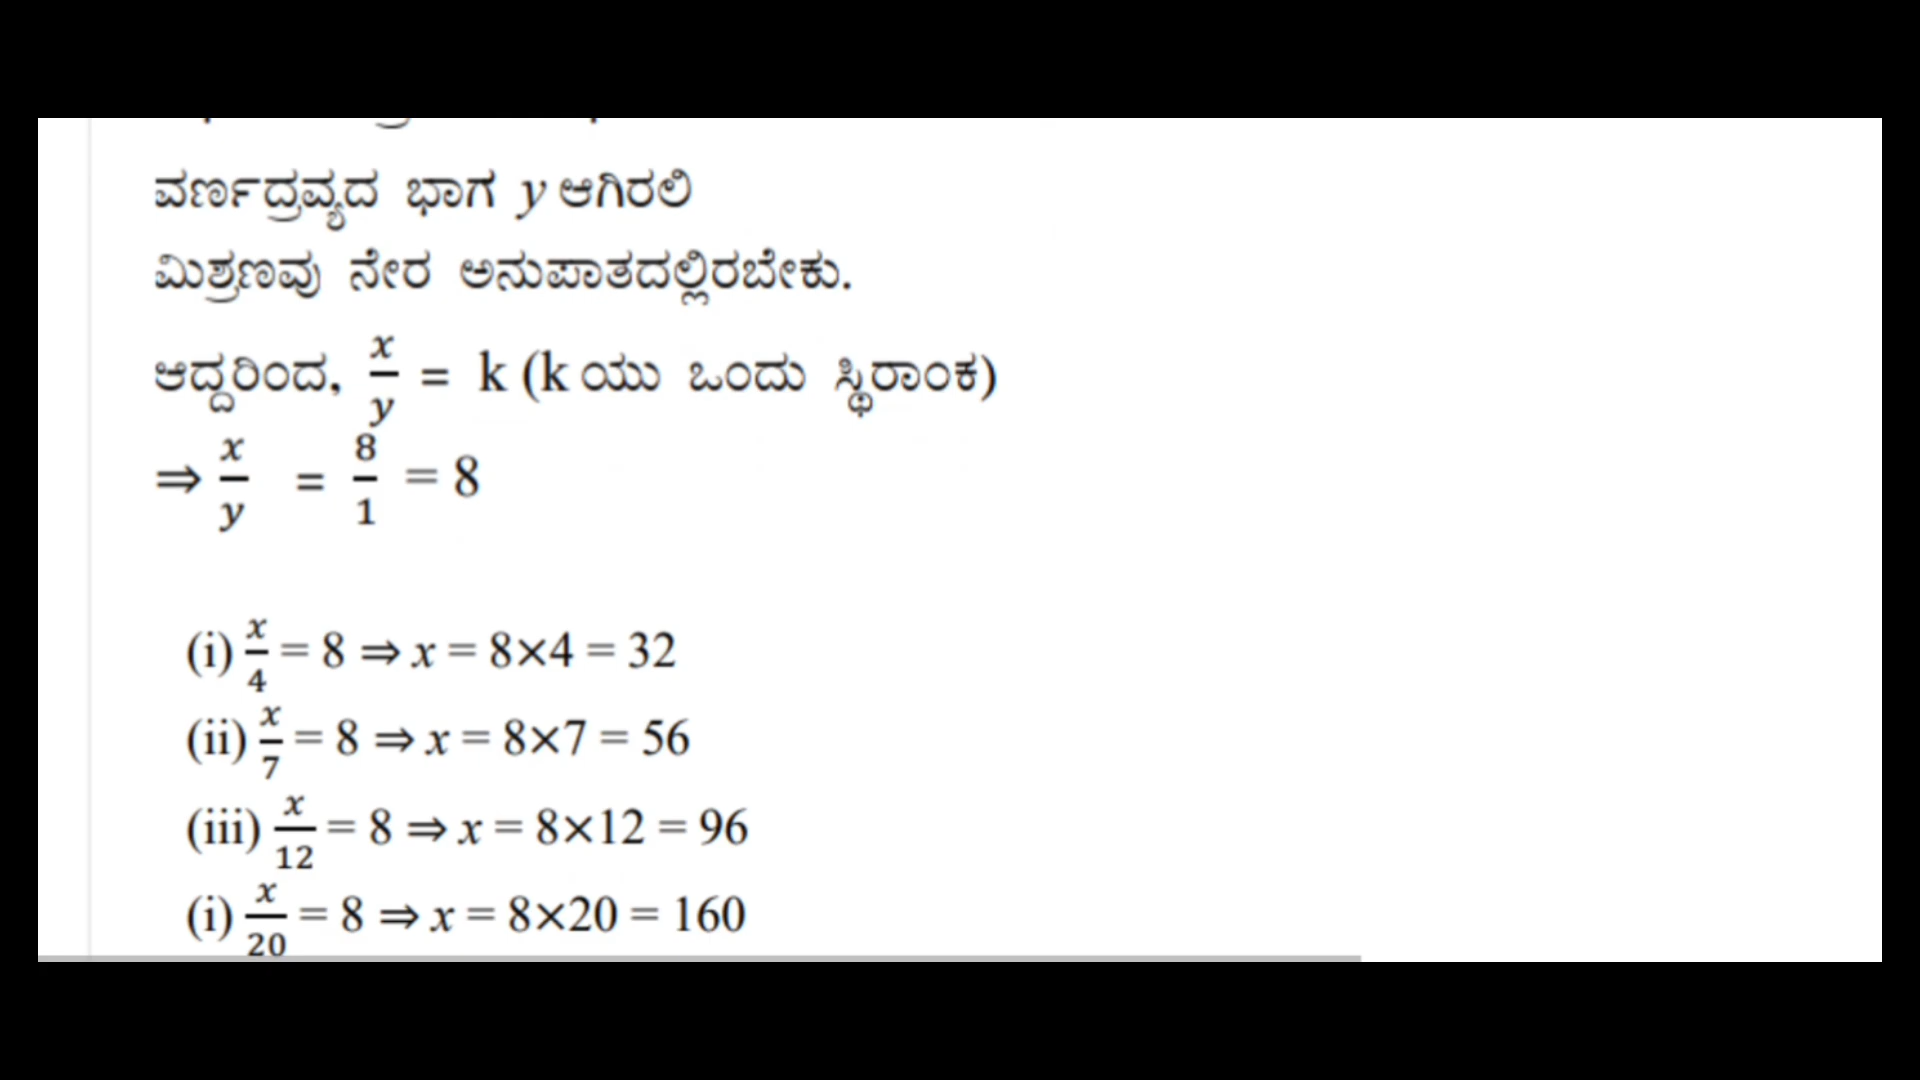 ವರ್ಣದ್ರವ್ಯದ ಭಾಗ y ಆಗಿರಲಿ
ಮಿಶ್ರಣವು ನೇರ ಅನುಪಾತದಲ್ಲಿರಬೇಕು.
ಆದ್ದರಿಂದ, x/y = k (k ಯು ಒಂದು ಸ್ಥಿರಾಂಕ)
⇒ x/y = 8/1 = 8
(i) x/4 = 8 ⇒ x = 8×4 = 32
(ii) x/7 = 8 ⇒ x = 8×7 = 56
(iii) x/12 = 8 ⇒ x = 8×12 = 96
(i) x/20 = 8 ⇒ x = 8×20 = 160